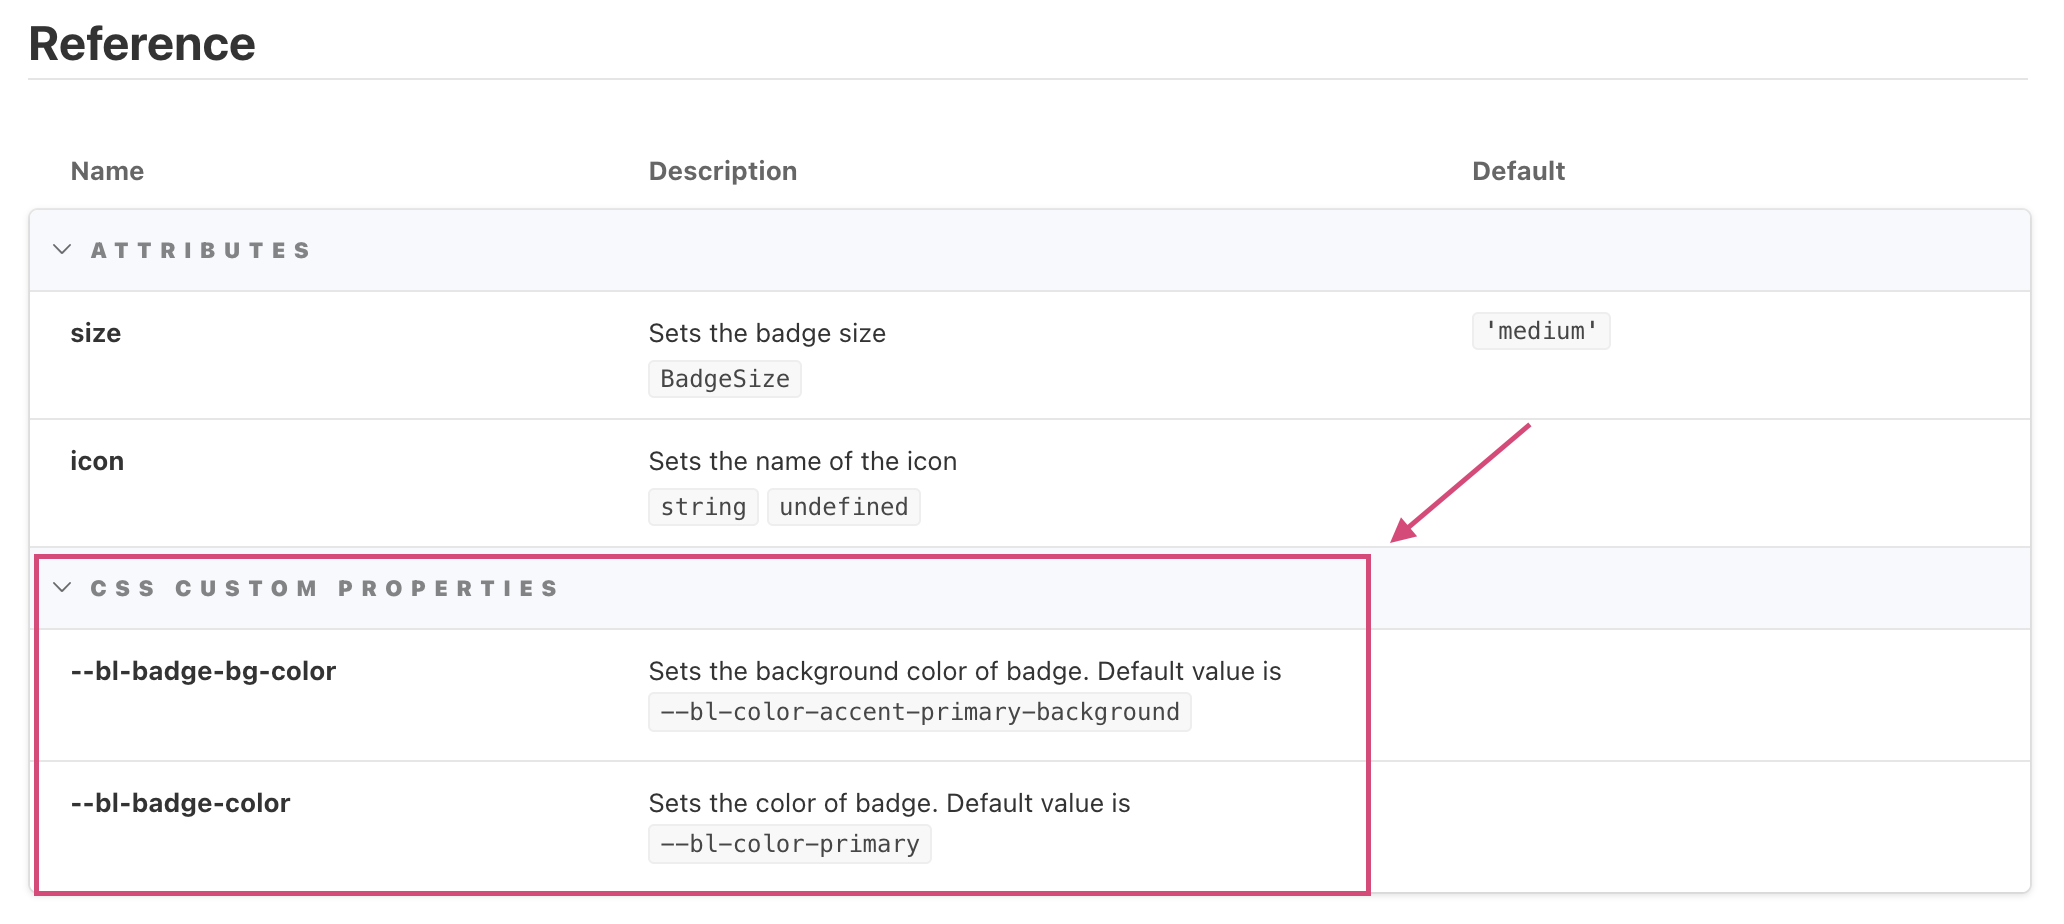 Reference
Name Description Default
ATTRIBUTES
size Sets the badge size 'medium'
BadgeSize
icon Sets the name of the icon
string undefined
CSS CUSTOM PROPERTIES
--bl-badge-bg-color Sets the background color of badge. Default value is
--bl-color-accent-primary-background
--bl-badge-color Sets the color of badge. Default value is
--bl-color-primary